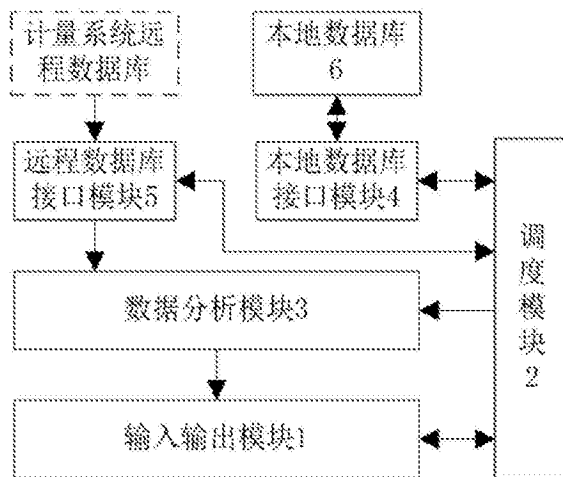 计量系统远
程数据库
本地数据库
6
远程数据库
接口模块5
本地数据库
接口模块4
调
度
模
块
2
数据分析模块3
输入输出模块1